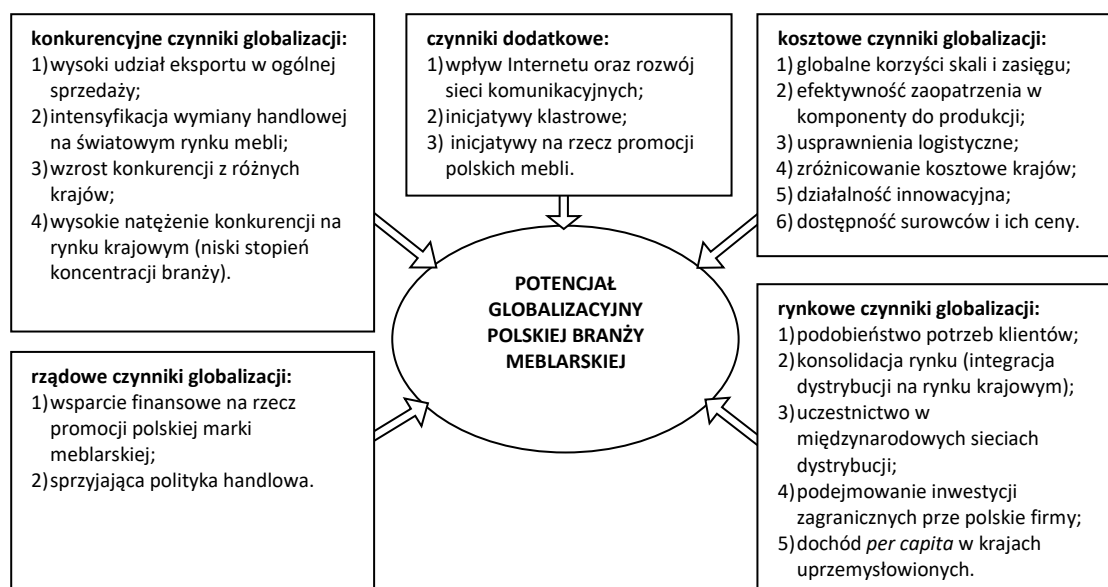 konkurencyjne czynniki globalizacji:
1)wysoki udział eksportu w ogólnej
sprzedaży;
2)intensyfikacja wymiany handlowej
na światowym rynku mebli;
3)wzrost konkurencji z różnych
krajów;
4)wysokie natężenie konkurencji na
rynku krajowym (niski stopień
koncentracji branży).
czynniki dodatkowe:
1)wpływ Internetu oraz rozwój
sieci komunikacyjnych;
2)inicjatywy klastrowe;
3) inicjatywy na rzecz promocji
polskich mebli.
kosztowe czynniki globalizacji:
1) globalne korzyści skali i zasięgu;
2) efektywność zaopatrzenia w
komponenty do produkcji;
3) usprawnienia logistyczne;
4) zróżnicowanie kosztowe krajów;
5) działalność innowacyjna;
6) dostępność surowców i ich ceny.
POTENCJAŁ
GLOBALIZACYJNY
POLSKIEJ BRANŻY
MEBLARSKIEJ
rządowe czynniki globalizacji:
1)wsparcie finansowe na rzecz
promocji polskiej marki
meblarskiej;
2)sprzyjająca polityka handlowa.
rynkowe czynniki globalizacji:
1)podobieństwo potrzeb klientów;
2)konsolidacja rynku (integracja
dystrybucji na rynku krajowym);
3)uczestnictwo w
międzynarodowych sieciach
dystrybucji;
4)podejmowanie inwestycji
zagranicznych prze polskie firmy;
5)dochód per capita w krajach
uprzemysłowionych.